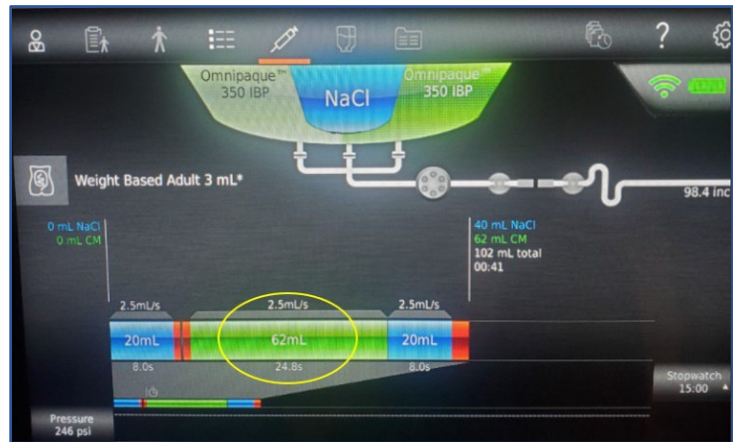 Omnipaque™
350 IBP
NaCl
Omnipaque™
350 IBP
?
Weight Based Adult 3 mL*
98.4 inc
0 mL NaCl
0 mL CM
40 mL NaCl
62 mL CM
102 mL total
00:41
2.5mL/s
2.5mL/s
2.5mL/s
20mL
62mL
20mL
8.0s
24.8s
8.0s
Stopwatch
15:00
Pressure
246 psi